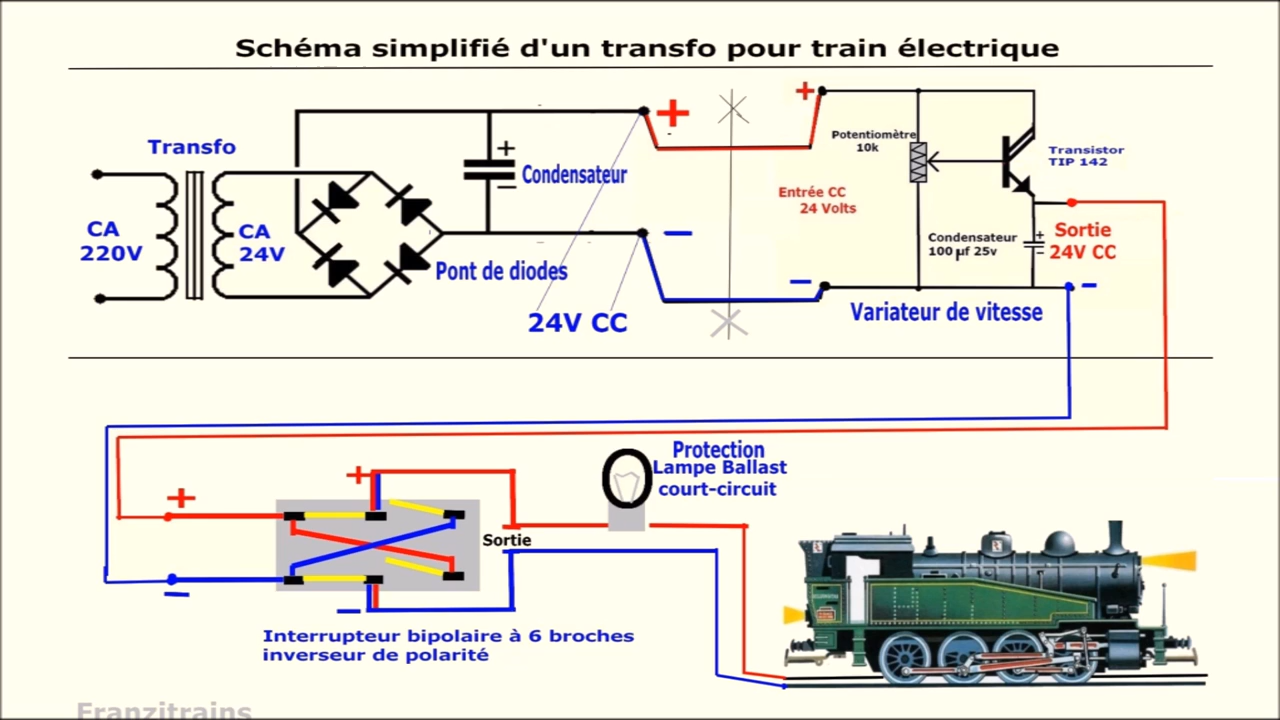 Schéma simplifié d'un transfo pour train électrique
Transfo
CA
220V
CA
24V
Pont de diodes
+
−
Condensateur
+
−
24V CC
+
−
Entrée CC
24 Volts
Potentiomètre
10k
Transistor
TIP 142
Condensateur
100 µf 25v
+
−
Sortie
24V CC
−
Variateur de vitesse
+
−
+
−
Sortie
Protection
Lampe Ballast
court-circuit
Interrupteur bipolaire à 6 broches
inverseur de polarité
Franzitrains